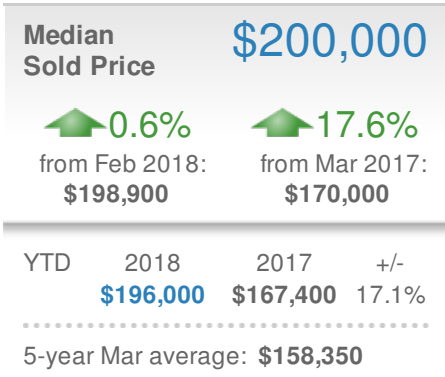 Median
Sold Price
$200,000
0.6% 17.6%
from Feb 2018: from Mar 2017:
$198,900 $170,000
YTD 2018 2017 +/-
$196,000 $167,400 17.1%
5-year Mar average: $158,350